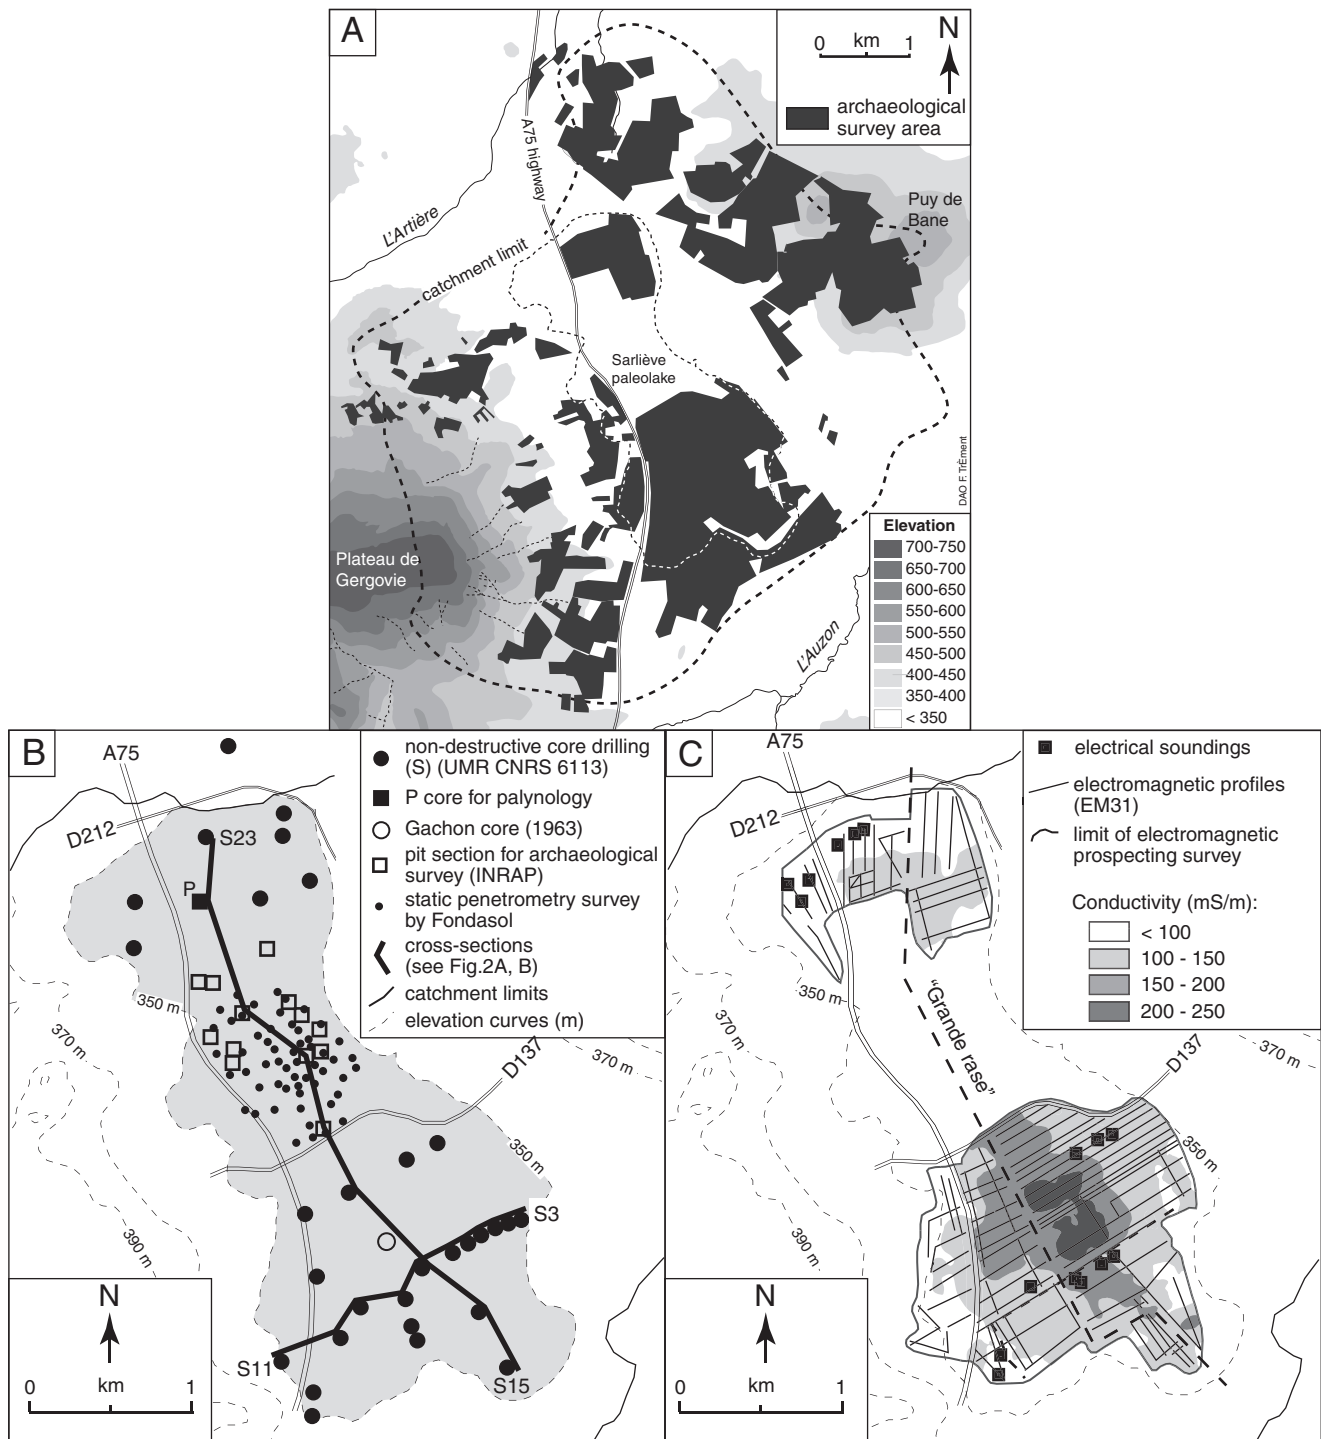 A
N
0 km 1
archaeological
survey area
A75 highway
L'Artière
catchment limit
Puy de
Bane
Sarliève
paleolake
DAO F. TrÉment
Plateau de
Gergovie
L'Auzon
Elevation
700-750
650-700
600-650
550-600
500-550
450-500
400-450
350-400
< 350
B
A75
D212
S23
P
350 m
370 m
390 m
D137
370 m
350 m
S3
S11
S15
non-destructive core drilling
(S) (UMR CNRS 6113)
P core for palynology
Gachon core (1963)
pit section for archaeological
survey (INRAP)
static penetrometry survey
by Fondasol
cross-sections
(see Fig.2A, B)
catchment limits
elevation curves (m)
N
0 km 1
C
A75
D212
350 m
370 m
390 m
"Grande rase"
D137
370 m
350 m
electrical soundings
electromagnetic profiles
(EM31)
limit of electromagnetic
prospecting survey
Conductivity (mS/m):
< 100
100 - 150
150 - 200
200 - 250
N
0 km 1